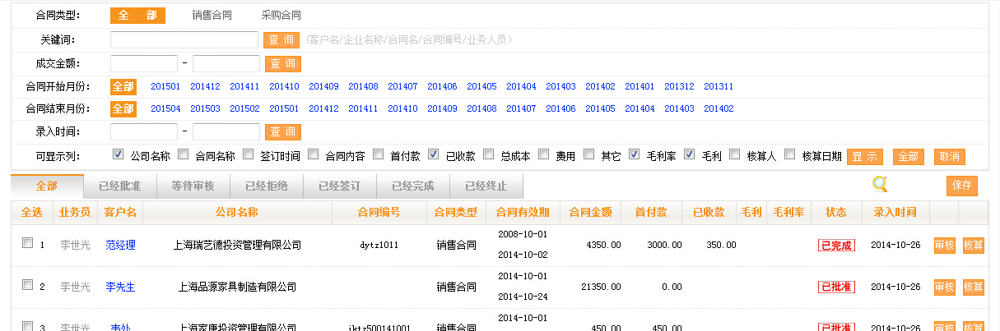 合同类型： 全 部 销售合同 采购合同
关键词： 查 询 (客户名/企业名称/合同名/合同编号/业务人员)
成交金额： - 查 询
合同开始月份： 全部 201501 201412 201411 201410 201409 201408 201407 201406 201405 201404 201403 201402 201401 201312 201311
合同结束月份： 全部 201504 201503 201502 201501 201412 201411 201410 201409 201408 201407 201406 201405 201404 201403 201402
录入时间： - 查 询
可显示列： 公司名称 合同名称 签订时间 合同内容 首付款 已收款 总成本 费用 其它 毛利率 毛利 核算人 核算日期 显 示 全部 取消
全部 已经批准 等待审核 已经拒绝 已经签订 已经完成 已经终止 保存
全选 业务员 客户名 公司名称 合同编号 合同类型 合同有效期 合同金额 首付款 已收款 毛利 毛利率 状态 录入时间
1 李世光 范经理 上海瑞艺德投资管理有限公司 dytz1011 销售合同 2008-10-01 2014-10-02 4350.00 3000.00 350.00 已完成 2014-10-26 审核 核算
2 李世光 李先生 上海品源家具制造有限公司 销售合同 2014-10-01 2014-10-24 21350.00 0.00 已批准 2014-10-26 审核 核算
3 李世光 上海家唐投资管理有限公司 jktz500141001 销售合同 2014-10-01 450.00 450.00 已批准 2014-10-26 审核 核算